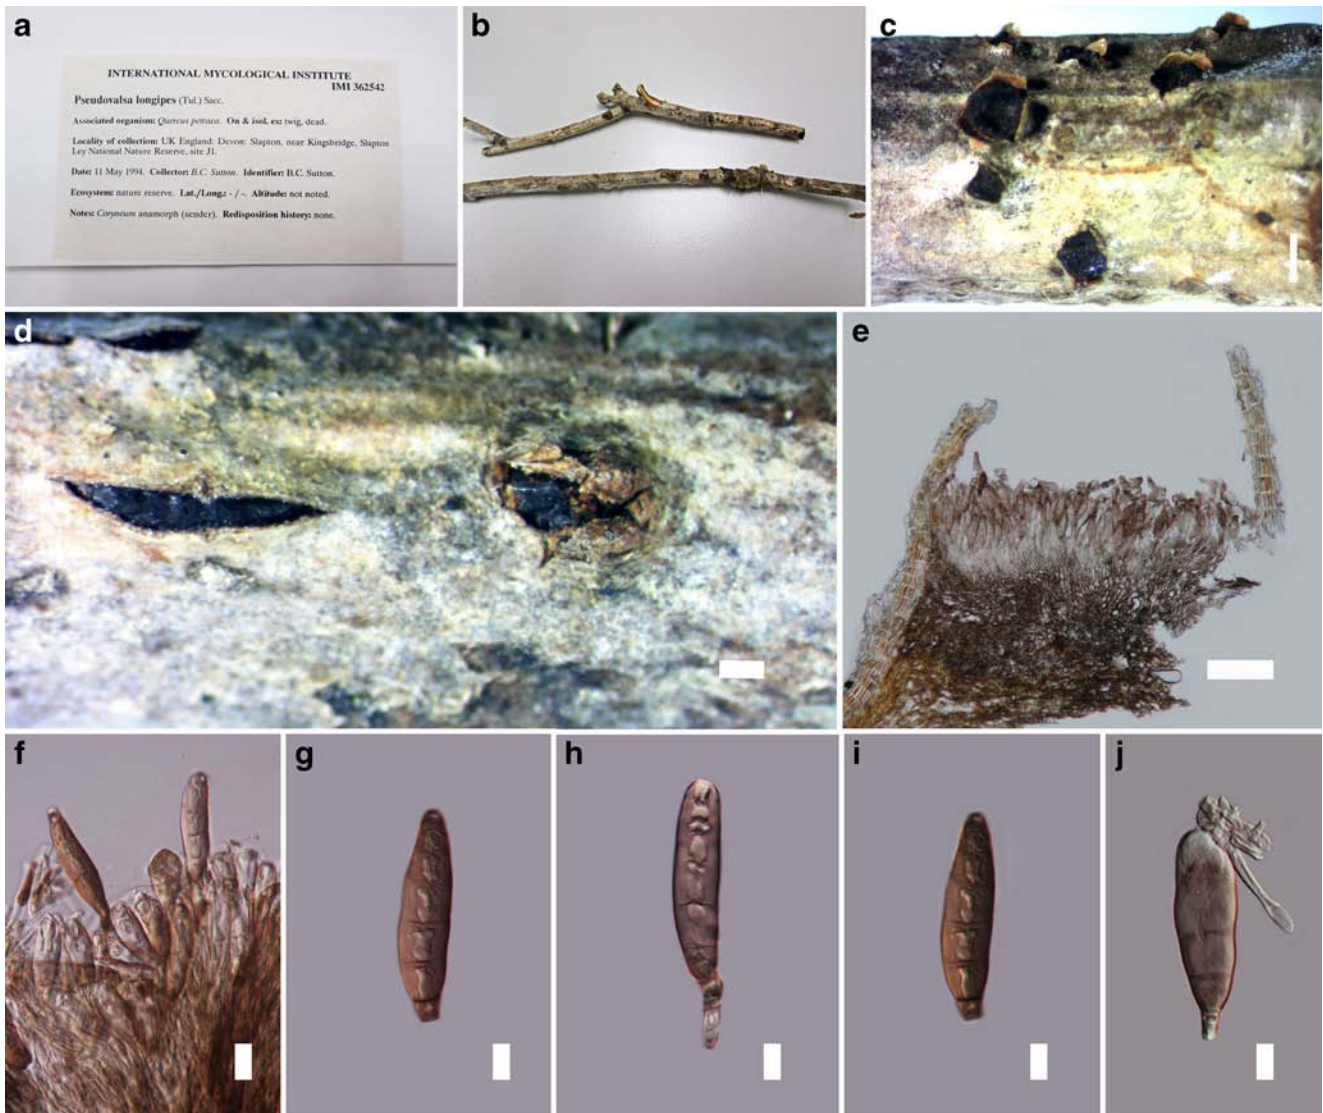 a
INTERNATIONAL MYCOLOGICAL INSTITUTE
IMI 362542
Pseudovalsa longipes (Tul.) Sacc.
Associated organism: Quercus petraea. On & isol. ex: twig, dead.
Locality of collection: UK England: Devon: Slapton, near Kingsbridge, Slapton
Ley National Nature Reserve, site J1.
Date: 11 May 1994. Collector: B.C. Sutton. Identifier: B.C. Sutton.
Ecosystem: nature reserve. Lat./Long.: - / -. Altitude: not noted.
Notes: Coryneum anamorph (sender). Redisposition history: none.
b
c
d
e
f
g
h
i
j